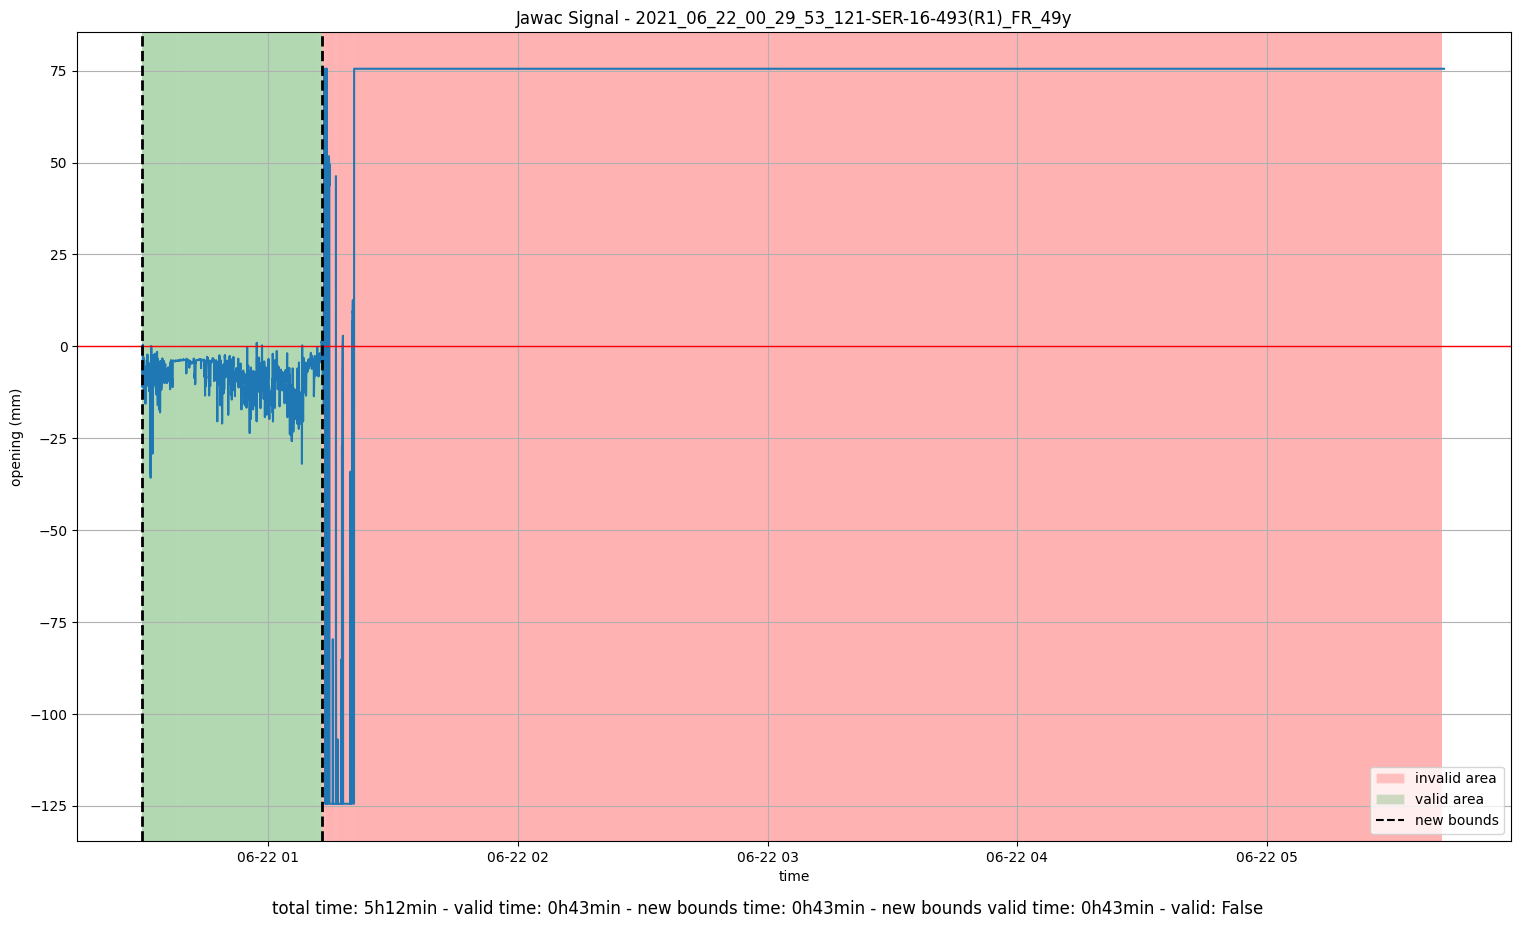 Jawac Signal - 2021_06_22_00_29_53_121-SER-16-493(R1)_FR_49y
75
50
25
0
−25
−50
−75
−100
−125
opening (mm)
invalid area
valid area
new bounds
06-22 01
06-22 02
06-22 03
06-22 04
06-22 05
time
total time: 5h12min - valid time: 0h43min - new bounds time: 0h43min - new bounds valid time: 0h43min - valid: False